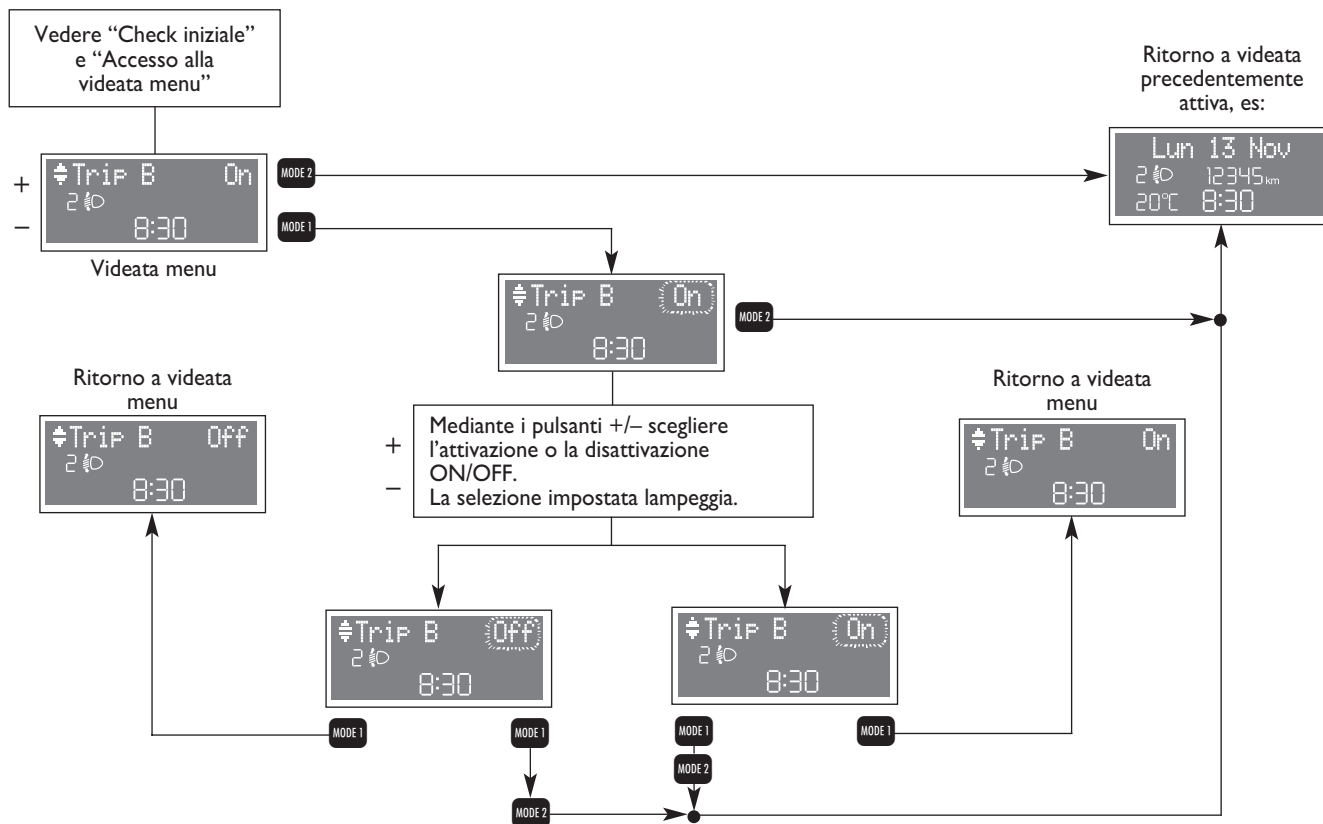 Vedere “Check iniziale”
e “Accesso alla
videata menu”
Ritorno a videata
precedentemente
attiva, es:
Lun 13 Nov
2 12345 km
20°C 8:30
+
–
Trip B On
2
8:30
MODE 2
MODE 1
Videata menu
Trip B On
2
8:30
MODE 2
Ritorno a videata
menu
Trip B Off
2
8:30
+
–
Mediante i pulsanti +/– scegliere
l’attivazione o la disattivazione
ON/OFF.
La selezione impostata lampeggia.
Ritorno a videata
menu
Trip B On
2
8:30
Trip B Off
2
8:30
Trip B On
2
8:30
MODE 1
MODE 1
MODE 1
MODE 1
MODE 2
MODE 2